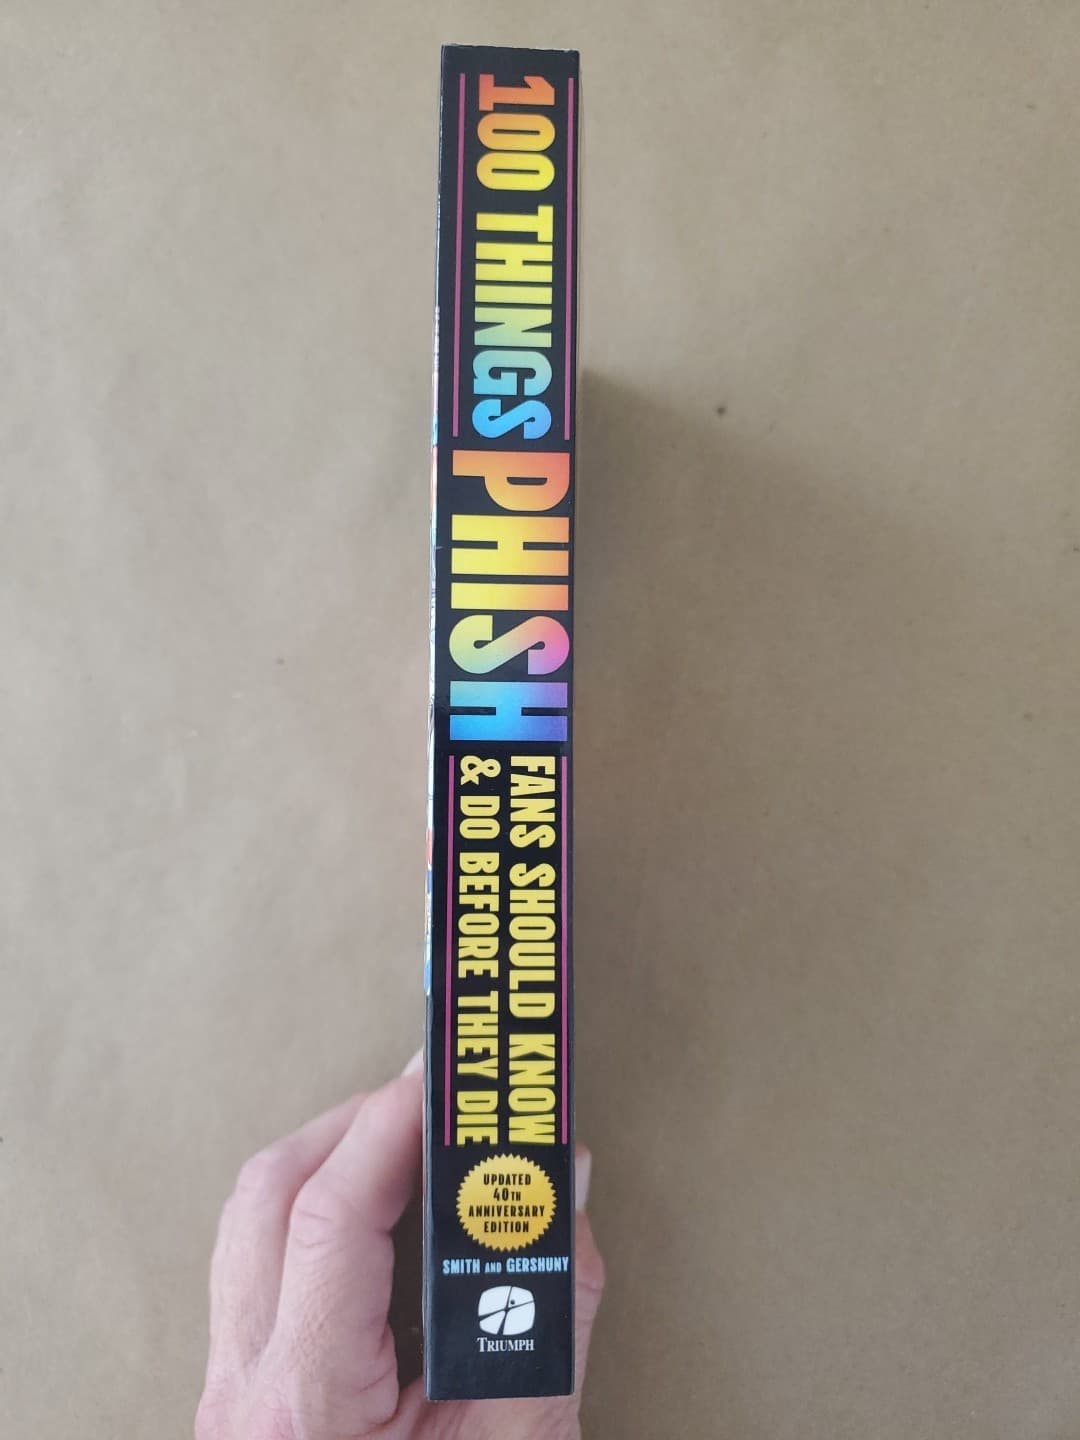 100 THINGS
PHISH
FANS SHOULD KNOW
& DO BEFORE THEY DIE
UPDATED
40TH
ANNIVERSARY
EDITION
SMITH AND GERSHUNY
TRIUMPH